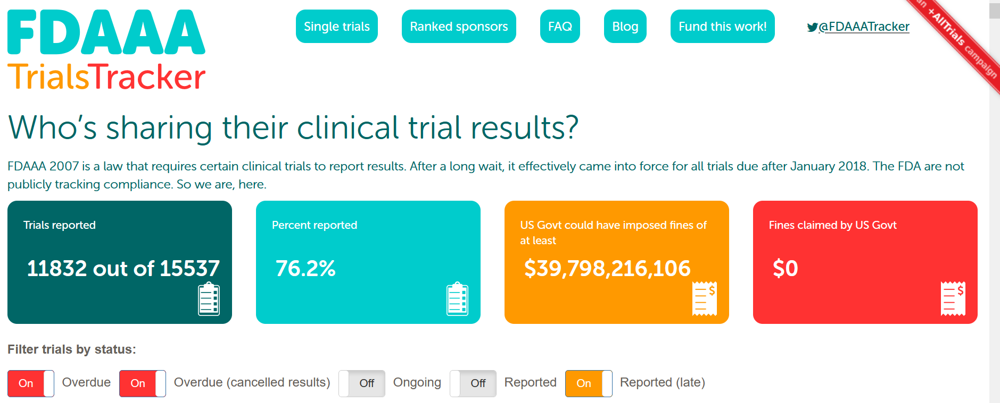 FDAAA
TrialsTracker
Single trials
Ranked sponsors
FAQ
Blog
Fund this work!
@FDAAATracker
an +AllTrials campaign
Who's sharing their clinical trial results?
FDAAA 2007 is a law that requires certain clinical trials to report results. After a long wait, it effectively came into force for all trials due after January 2018. The FDA are not
publicly tracking compliance. So we are, here.
Trials reported
11832 out of 15537
Percent reported
76.2%
US Govt could have imposed fines of
at least
$39,798,216,106
$
Fines claimed by US Govt
$0
$
Filter trials by status:
On Overdue On Overdue (cancelled results) Off Ongoing Off Reported On Reported (late)